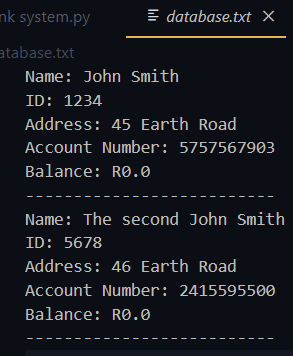 nk system.py
database.txt
atabase.txt
Name: John Smith
ID: 1234
Address: 45 Earth Road
Account Number: 5757567903
Balance: R0.0
--------------------------
Name: The second John Smith
ID: 5678
Address: 46 Earth Road
Account Number: 2415595500
Balance: R0.0
--------------------------